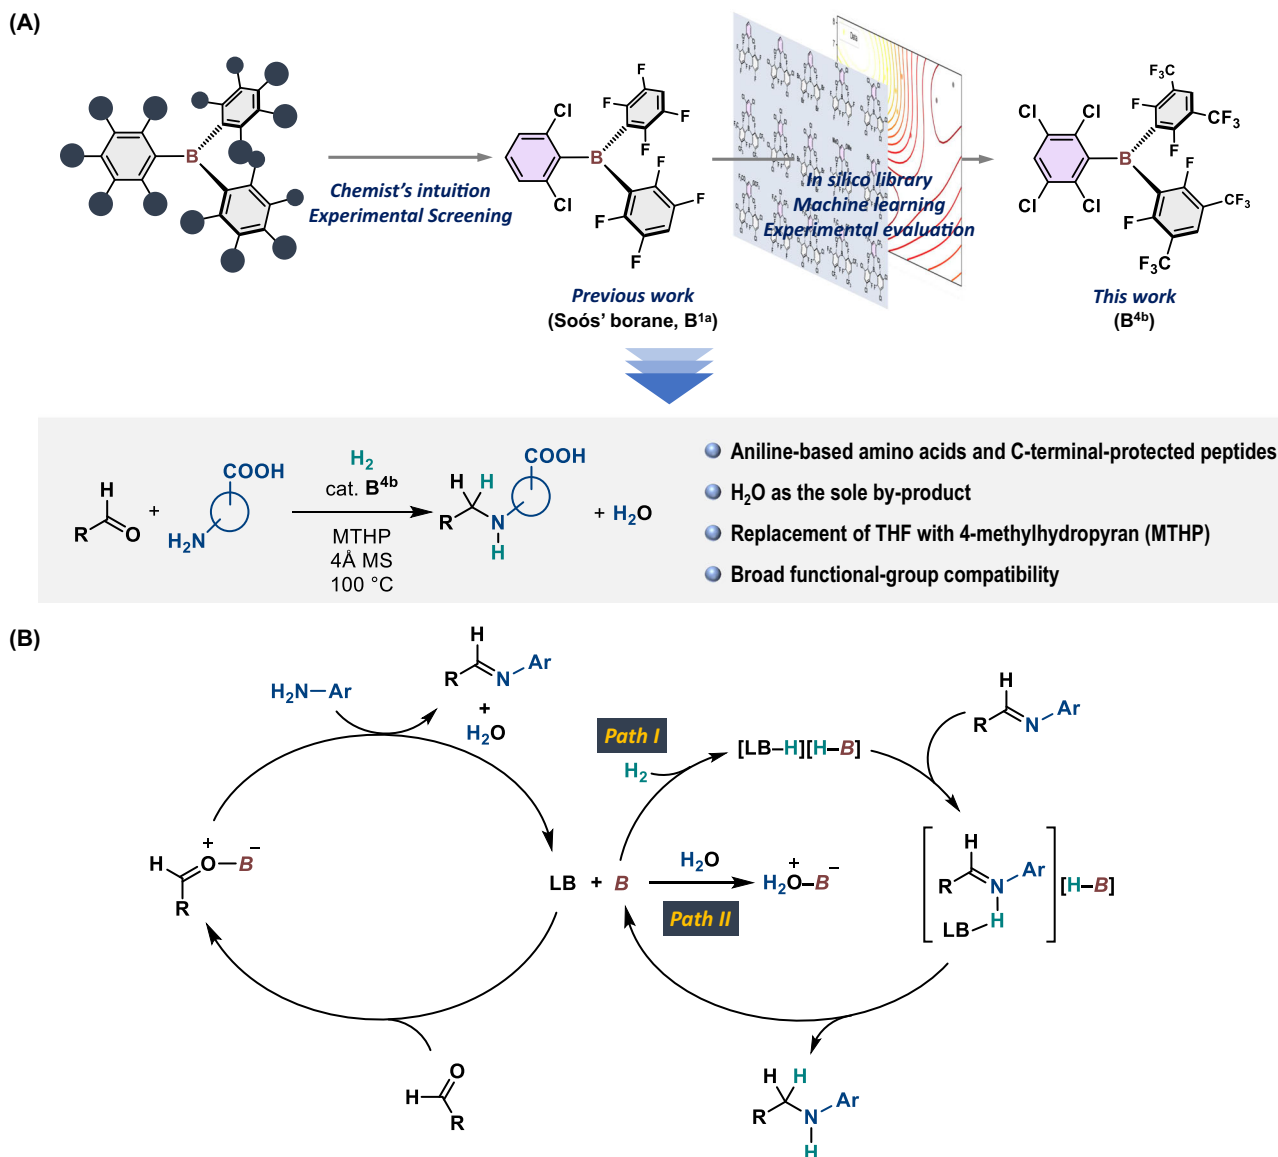 (A)
Cl
Cl
B
F
F
F
F
F
F
F
F
B
Chemist's intuition
Experimental Screening
In silico library
Machine learning
Experimental evaluation
Cl
Cl
Cl
Cl
B
F3C
F
CF3
F
F
F
CF3
F3C
Previous work
(Soós' borane, B1a)
This work
(B4b)
H
R
O
+
COOH
H2N
H2
cat. B4b
MTHP
4Å MS
100 °C
H H
R
N
H
COOH
+ H2O
Aniline-based amino acids and C-terminal-protected peptides
H2O as the sole by-product
Replacement of THF with 4-methylhydropyran (MTHP)
Broad functional-group compatibility
(B)
H2N–Ar
H
R
N
Ar
+
H2O
Path I
H2
[LB–H][H–B]
H
R
N
Ar
H
O–B
+
–
R
LB + B
H2O
Path II
H2O–B
+
–
H
R
N
Ar
H
LB
[H–B]
H
O
R
H H
R
N
Ar
H